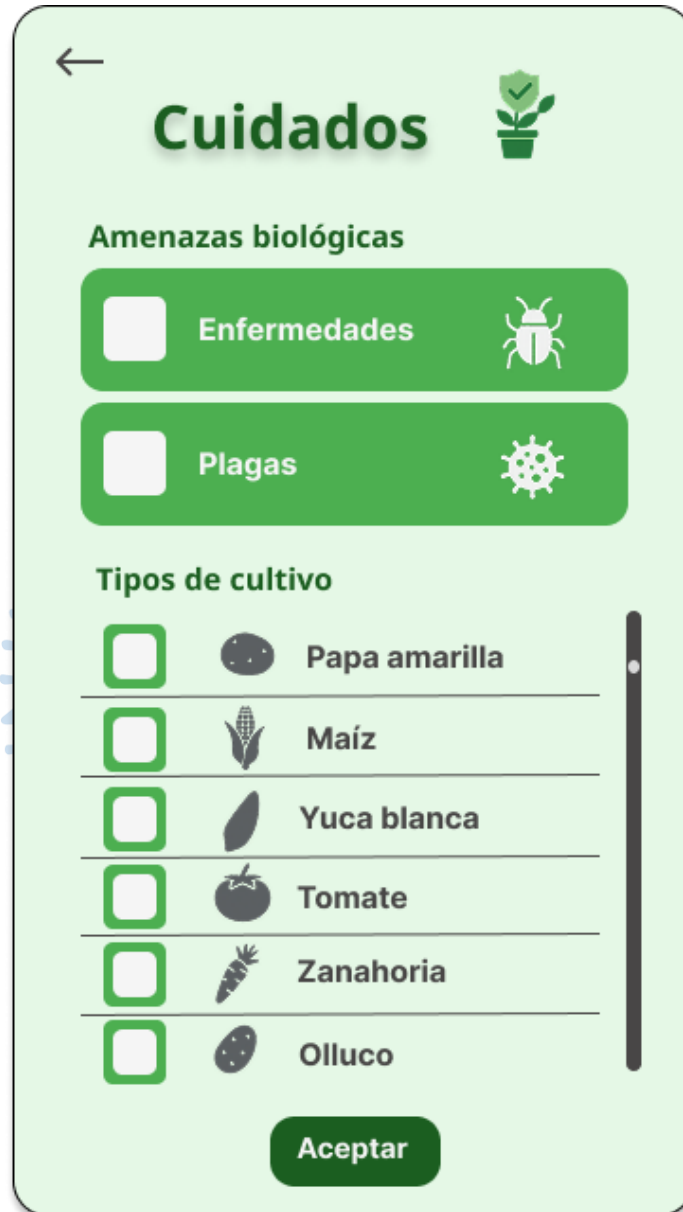 Cuidados
Amenazas biológicas
Enfermedades
Plagas
Tipos de cultivo
Papa amarilla
Maíz
Yuca blanca
Tomate
Zanahoria
Olluco
Aceptar